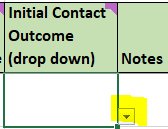 Initial Contact
Outcome
(drop down)
Notes